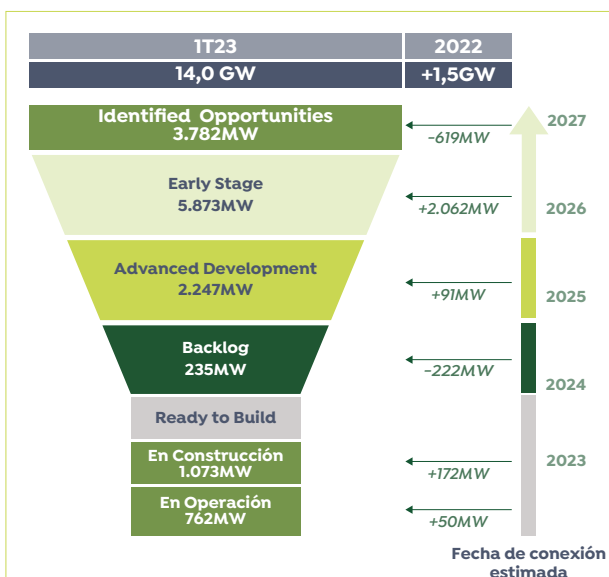 1T23
2022
14,0 GW
+1,5GW
Identified Opportunities
3.782MW
-619MW
2027
Early Stage
5.873MW
+2.062MW
2026
Advanced Development
2.247MW
+91MW
2025
Backlog
235MW
-222MW
2024
Ready to Build
En Construcción
1.073MW
+172MW
2023
En Operación
762MW
+50MW
Fecha de conexión
estimada